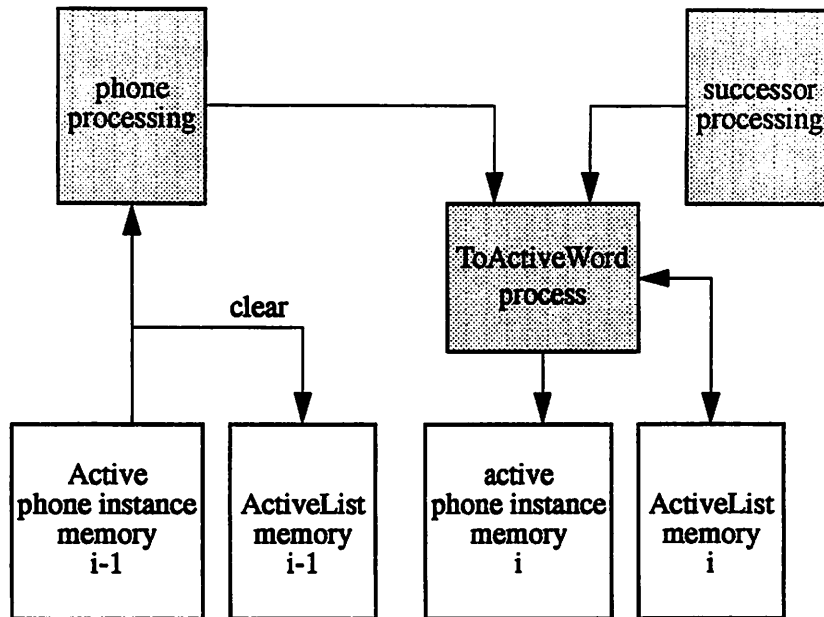 phone
processing
successor
processing
ToActiveWord
process
clear
Active
phone instance
memory
i-1
ActiveList
memory
i-1
active
phone instance
memory
i
ActiveList
memory
i